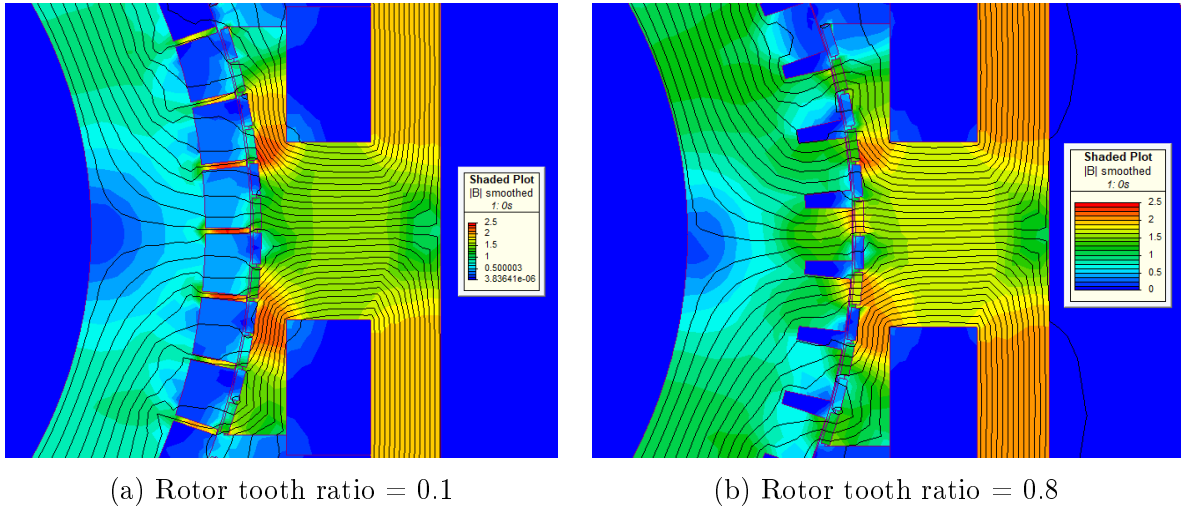 Shaded Plot
|B| smoothed
1: 0s
2.5
2
1.5
1
0.500003
3.83641e-06
Shaded Plot
|B| smoothed
1: 0s
2.5
2
1.5
1
0.5
0
(a) Rotor tooth ratio = 0.1
(b) Rotor tooth ratio = 0.8